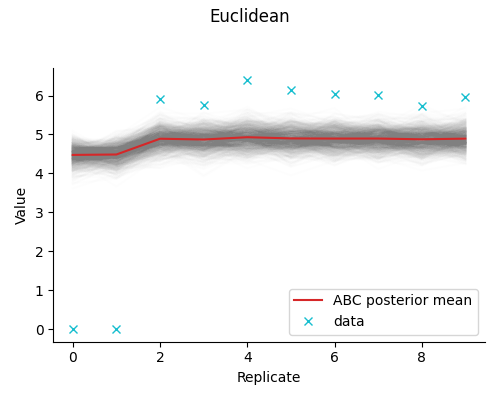 Euclidean
Value
6
5
4
3
2
1
0
ABC posterior mean
data
0 2 4 6 8
Replicate